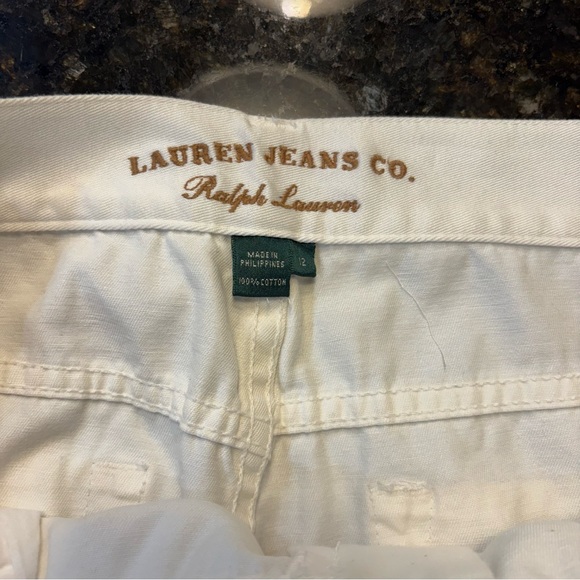 LAUREN JEANS CO.
Ralph Lauren
MADE IN
PHILIPPINES
12
100% COTTON